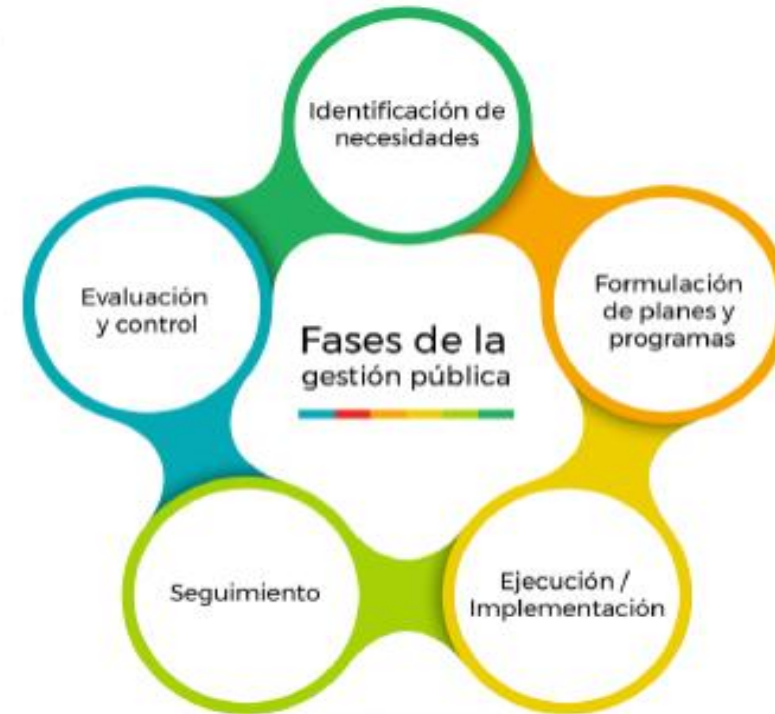 Identificación de
necesidades
Formulación
de planes y
programas
Ejecución /
Implementación
Seguimiento
Evaluación
y control
Fases de la
gestión pública